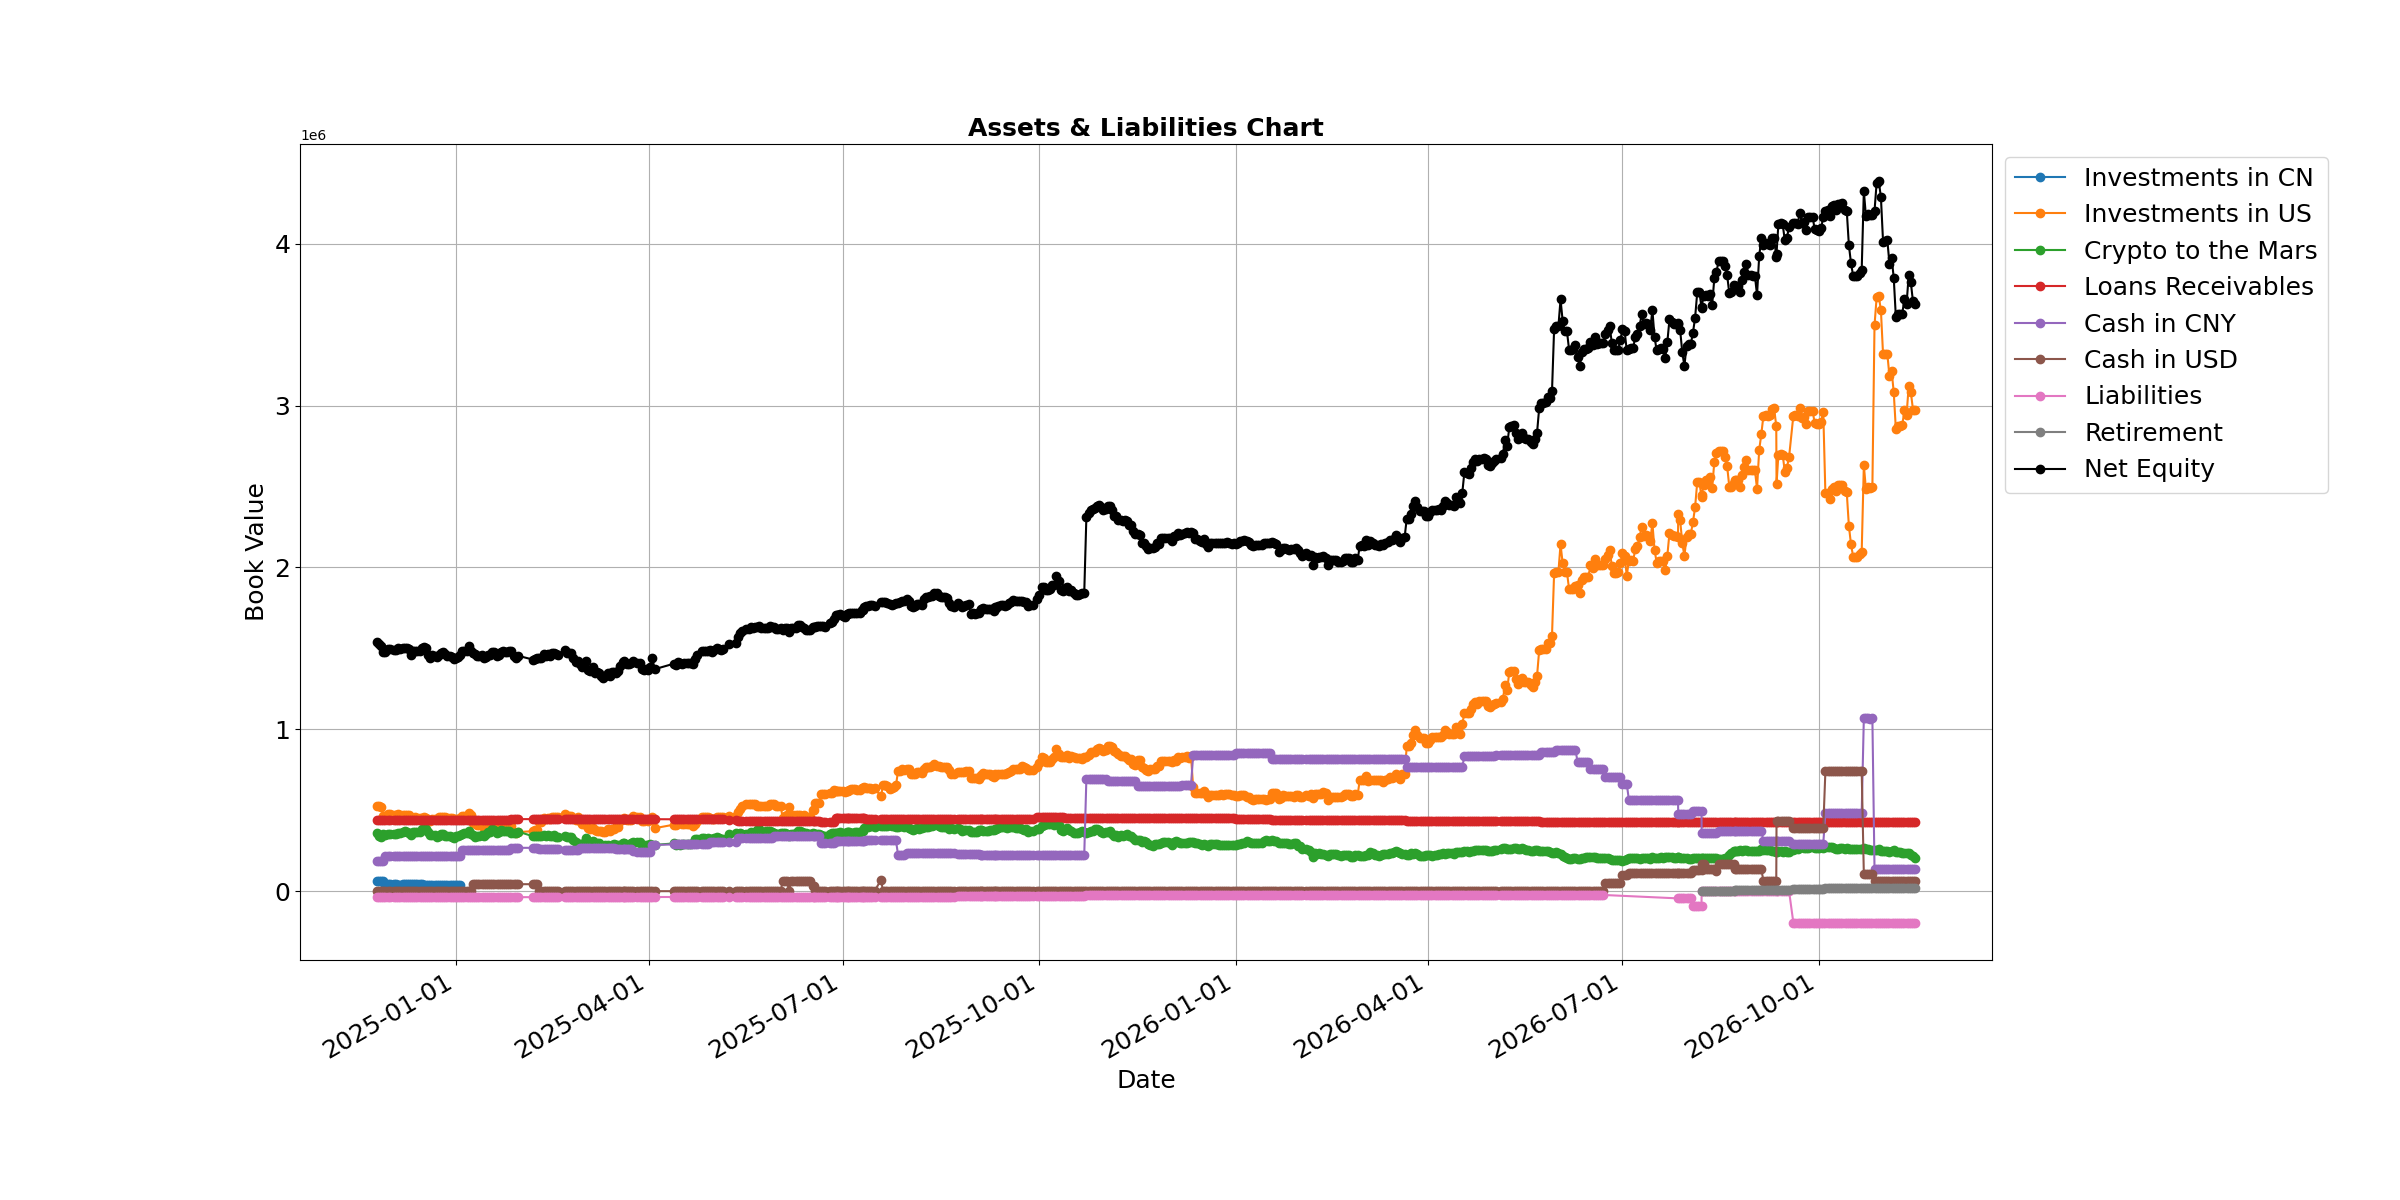 Assets & Liabilities Chart
1e6
4
3
2
1
0
Book Value
2025-01-01
2025-04-01
2025-07-01
2025-10-01
2026-01-01
2026-04-01
2026-07-01
2026-10-01
Date
Investments in CN
Investments in US
Crypto to the Mars
Loans Receivables
Cash in CNY
Cash in USD
Liabilities
Retirement
Net Equity